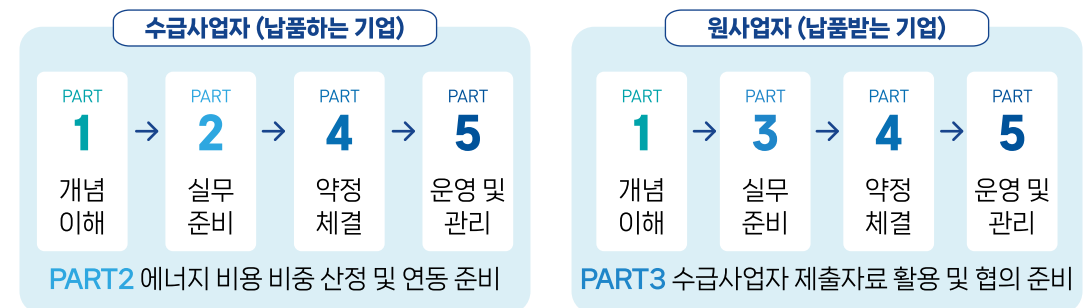 수급사업자 (납품하는 기업)
PART
1
개념
이해
PART
2
실무
준비
PART
4
약정
체결
PART
5
운영 및
관리
PART2 에너지 비용 비중 산정 및 연동 준비
원사업자 (납품받는 기업)
PART
1
개념
이해
PART
3
실무
준비
PART
4
약정
체결
PART
5
운영 및
관리
PART3 수급사업자 제출자료 활용 및 협의 준비